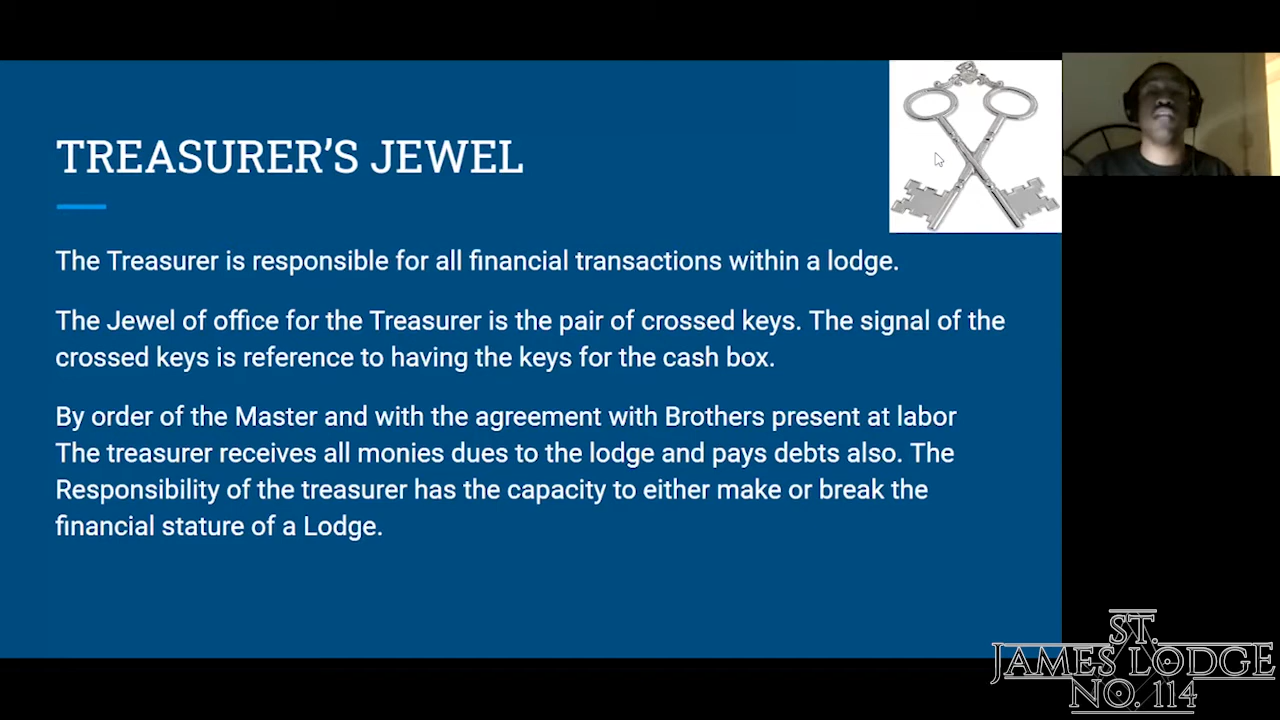 TREASURER’S JEWEL
The Treasurer is responsible for all financial transactions within a lodge.
The Jewel of office for the Treasurer is the pair of crossed keys. The signal of the
crossed keys is reference to having the keys for the cash box.
By order of the Master and with the agreement with Brothers present at labor
The treasurer receives all monies dues to the lodge and pays debts also. The
Responsibility of the treasurer has the capacity to either make or break the
financial stature of a Lodge.
ST.
JAMES LODGE
NO. 114